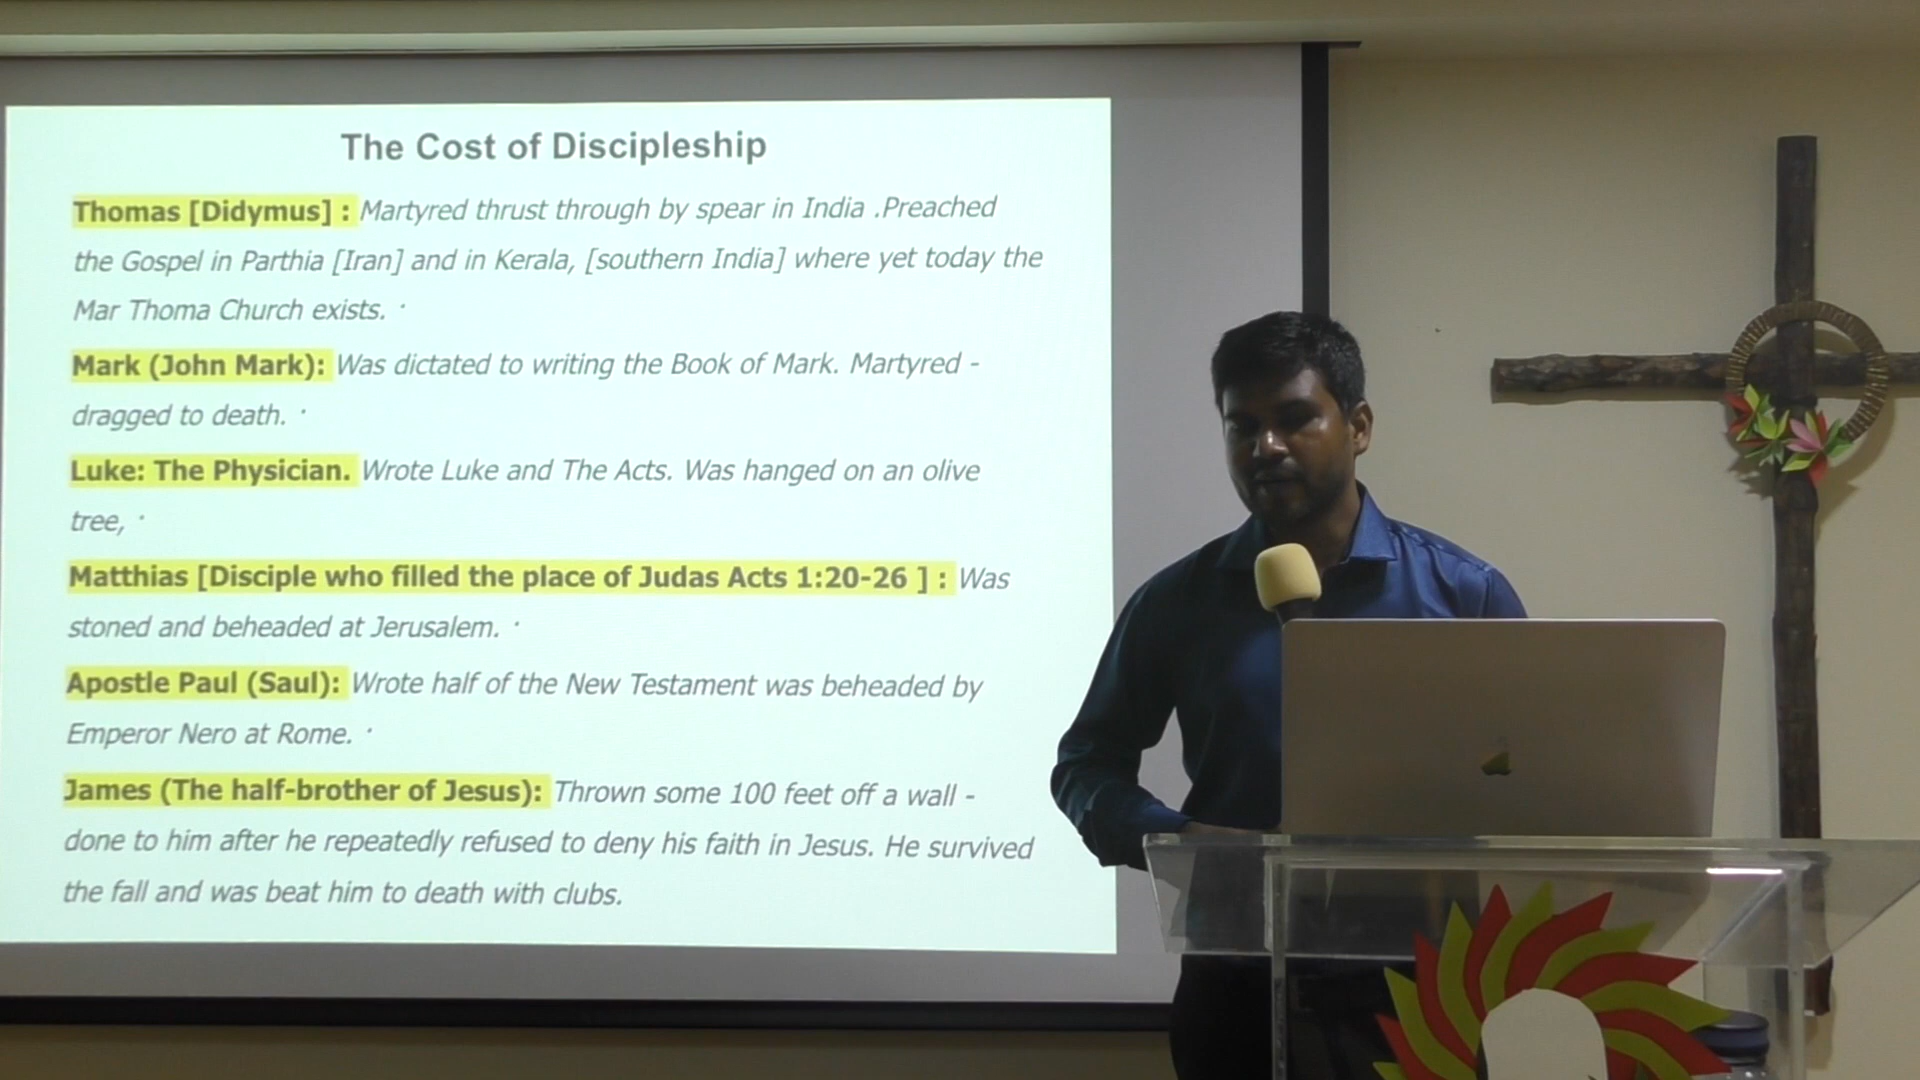 The Cost of Discipleship
Thomas [Didymus] : Martyred thrust through by spear in India .Preached
the Gospel in Parthia [Iran] and in Kerala, [southern India] where yet today the
Mar Thoma Church exists. ·
Mark (John Mark): Was dictated to writing the Book of Mark. Martyred -
dragged to death. ·
Luke: The Physician. Wrote Luke and The Acts. Was hanged on an olive
tree, ·
Matthias [Disciple who filled the place of Judas Acts 1:20-26 ] : Was
stoned and beheaded at Jerusalem. ·
Apostle Paul (Saul): Wrote half of the New Testament was beheaded by
Emperor Nero at Rome. ·
James (The half-brother of Jesus): Thrown some 100 feet off a wall -
done to him after he repeatedly refused to deny his faith in Jesus. He survived
the fall and was beat him to death with clubs.